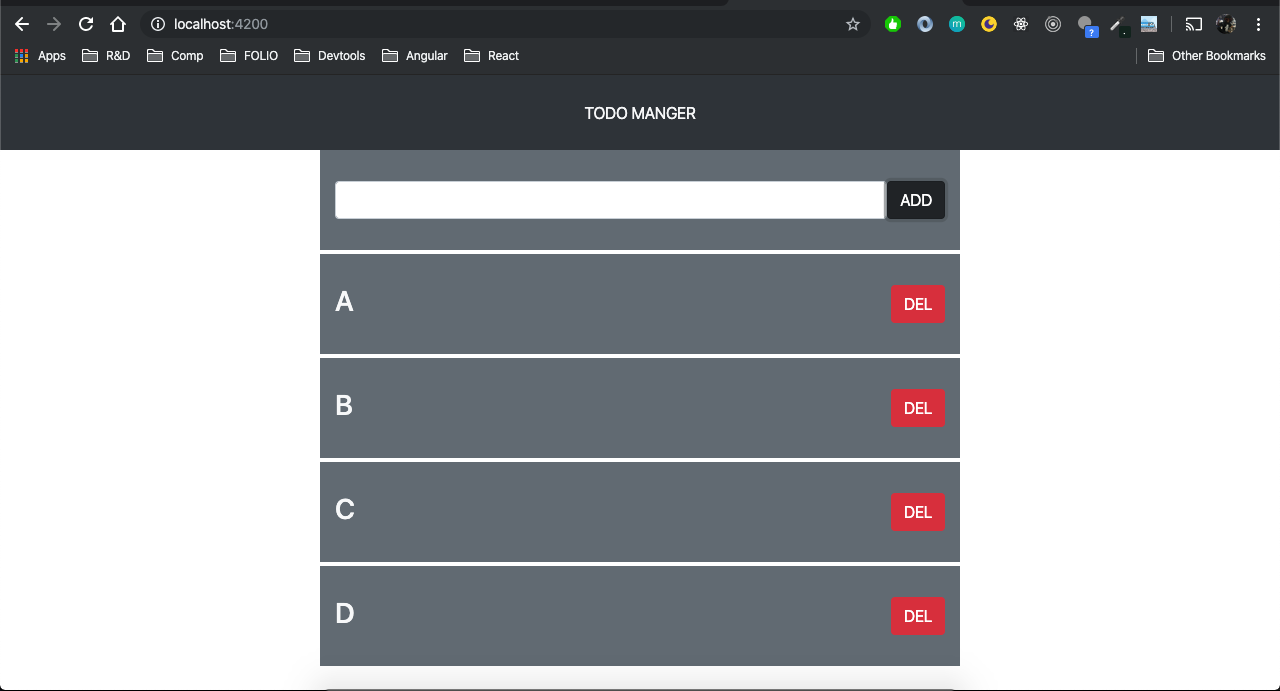 localhost:4200
m
?
Apps R&D Comp FOLIO Devtools Angular React Other Bookmarks
TODO MANGER
ADD
A DEL
B DEL
C DEL
D DEL